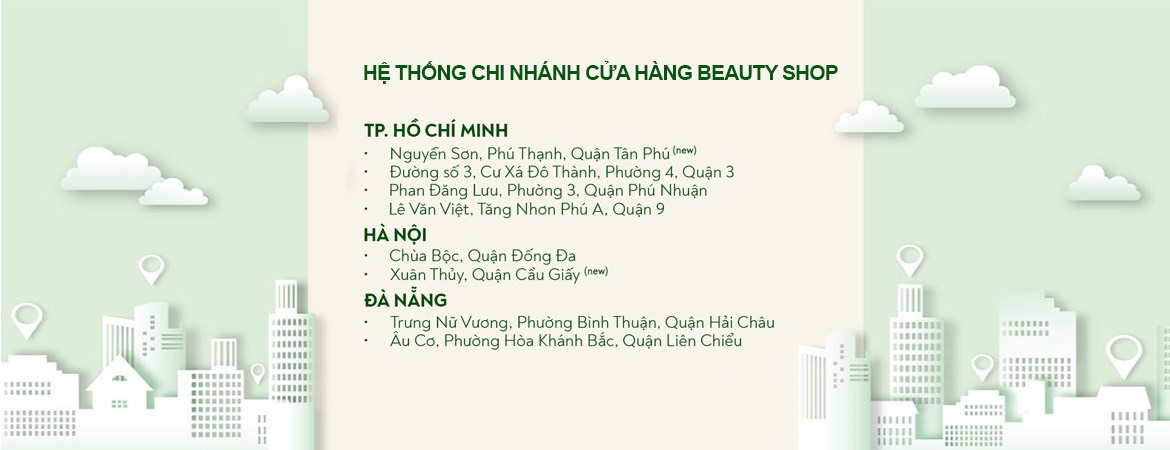 HỆ THỐNG CHI NHÁNH CỬA HÀNG BEAUTY SHOP
TP. HỒ CHÍ MINH
• Nguyễn Sơn, Phú Thạnh, Quận Tân Phú (new)
• Đường số 3, Cư Xá Đô Thành, Phường 4, Quận 3
• Phan Đăng Lưu, Phường 3, Quận Phú Nhuận
• Lê Văn Việt, Tăng Nhơn Phú A, Quận 9
HÀ NỘI
• Chùa Bộc, Quận Đống Đa
• Xuân Thủy, Quận Cầu Giấy (new)
ĐÀ NẴNG
• Trưng Nữ Vương, Phường Bình Thuận, Quận Hải Châu
• Âu Cơ, Phường Hòa Khánh Bắc, Quận Liên Chiểu